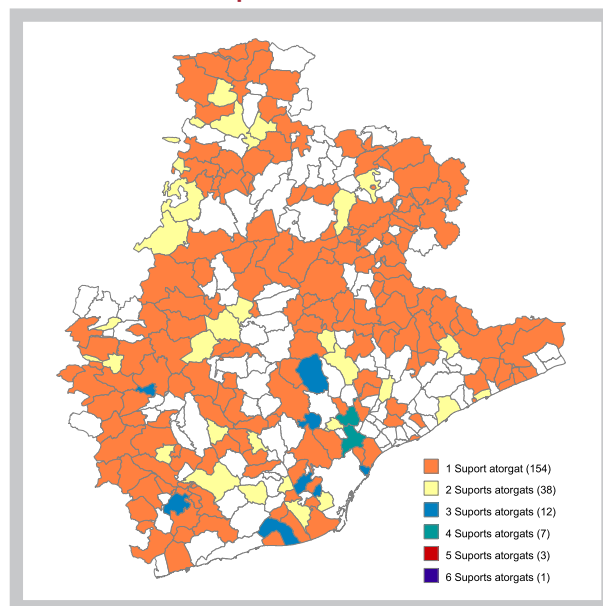 1 Suport atorgat (154)
2 Suports atorgats (38)
3 Suports atorgats (12)
4 Suports atorgats (7)
5 Suports atorgats (3)
6 Suports atorgats (1)